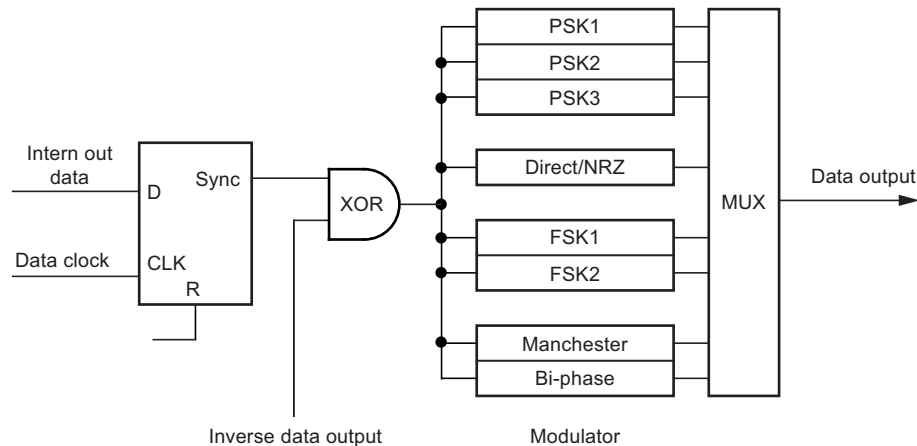 PSK1
PSK2
PSK3
Intern out
data
D
Sync
XOR
Direct/NRZ
MUX
Data output
Data clock
CLK
R
FSK1
FSK2
Manchester
Bi-phase
Inverse data output
Modulator